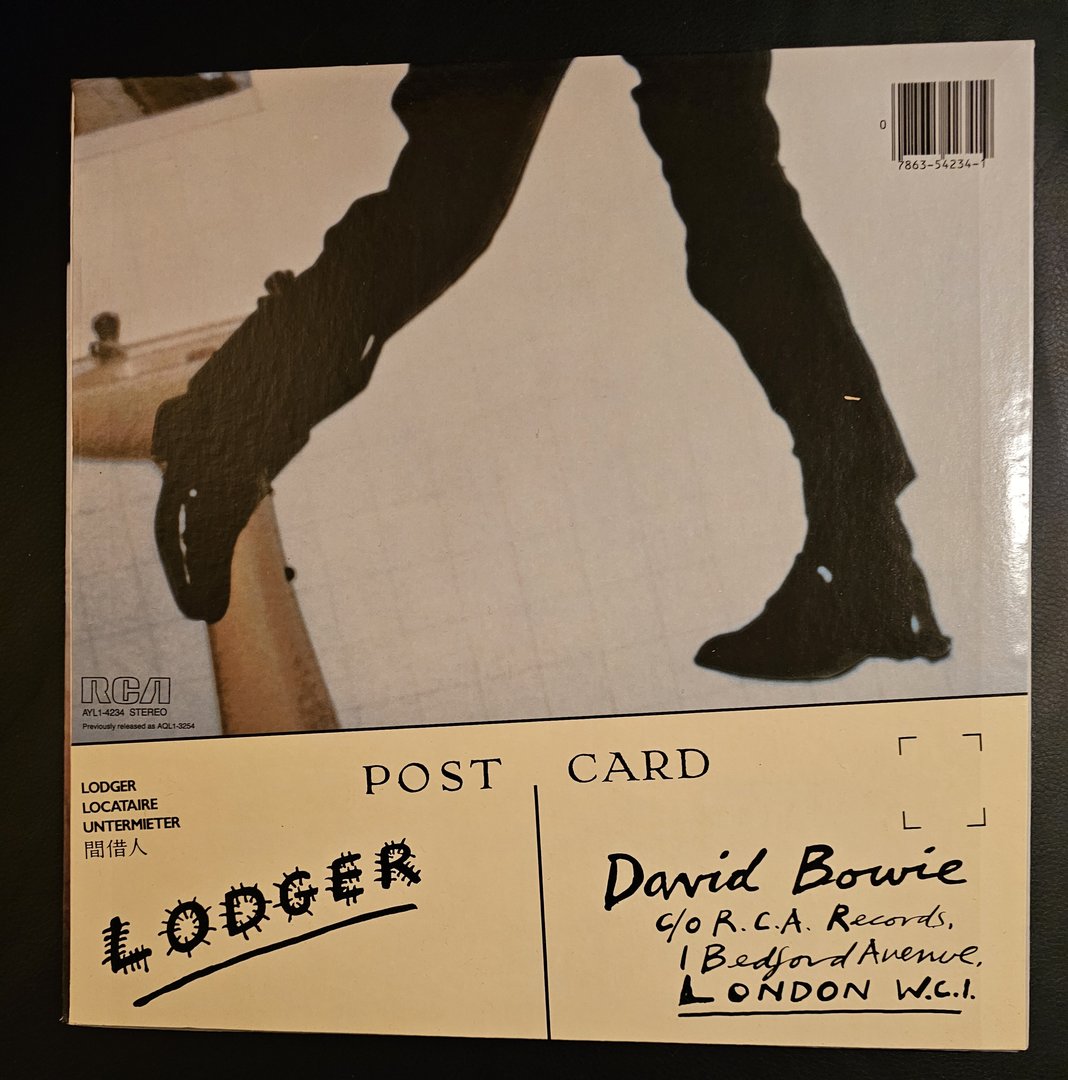 0
7863-54234-1
RCA
AYL1-4234 STEREO
Previously released as AQL1-3254
POST CARD
LODGER
LOCATAIRE
UNTERMIETER
間借人
LODGER
David Bowie
c/o R.C.A. Records,
1 Bedford Avenue,
LONDON W.C.1.